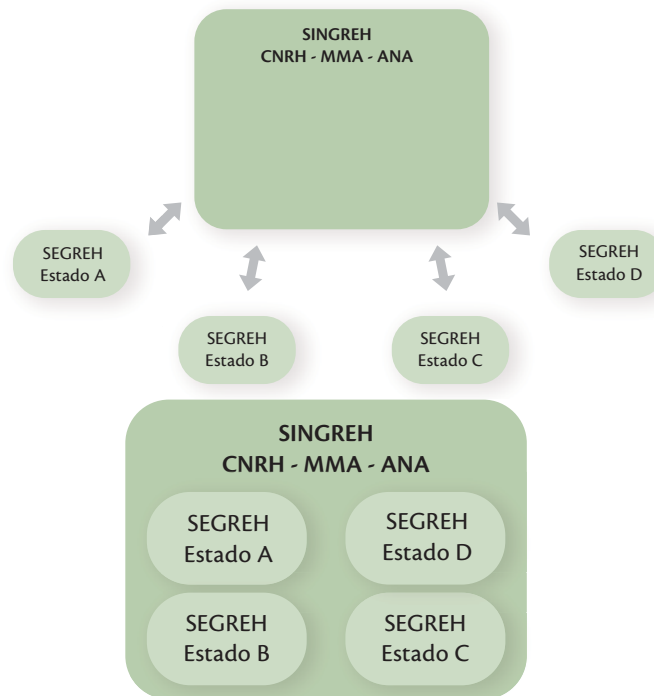 SINGREH
CNRH - MMA - ANA
SEGREH
Estado A
SEGREH
Estado D
SEGREH
Estado B
SEGREH
Estado C
SINGREH
CNRH - MMA - ANA
SEGREH
Estado A
SEGREH
Estado D
SEGREH
Estado B
SEGREH
Estado C